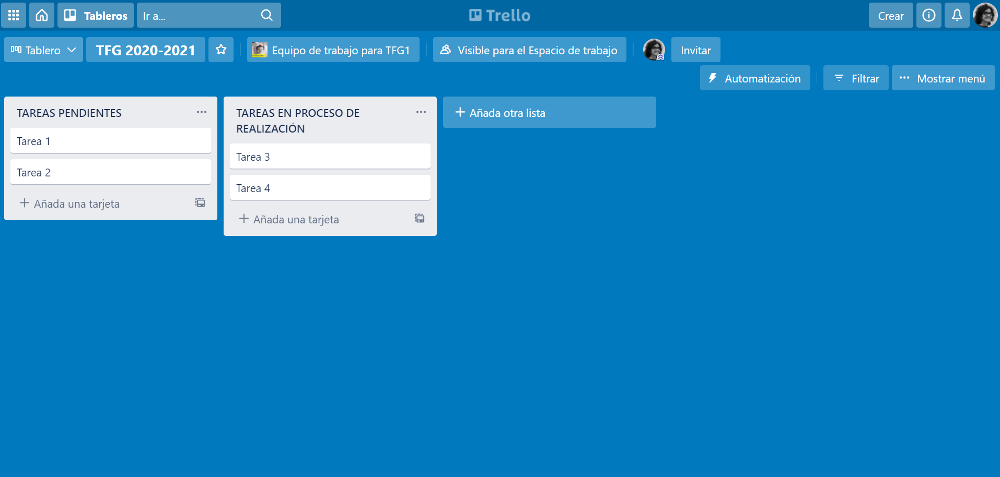 Tableros
Ir a...
Trello
Crear
Tablero
TFG 2020-2021
Equipo de trabajo para TFG1
Visible para el Espacio de trabajo
Invitar
Automatización
Filtrar
Mostrar menú
TAREAS PENDIENTES
Tarea 1
Tarea 2
Añada una tarjeta
TAREAS EN PROCESO DE
REALIZACIÓN
Tarea 3
Tarea 4
Añada una tarjeta
Añada otra lista